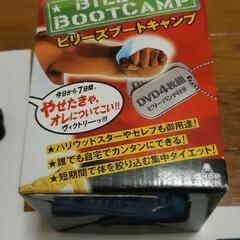 BILLY'S
BOOTCAMP
ビリーズブートキャンプ
今日から7日間、
やせたきゃ、
オレについてこい!!
ヴィクトリーッ!!!
DVD4枚組
ビリーバンド付き
★ハリウッドスターやセレブも御用達!
★誰でも自宅でカンタンにできる!
★短期間で体を絞り込む集中ダイエット!
SHOP
JAPAN